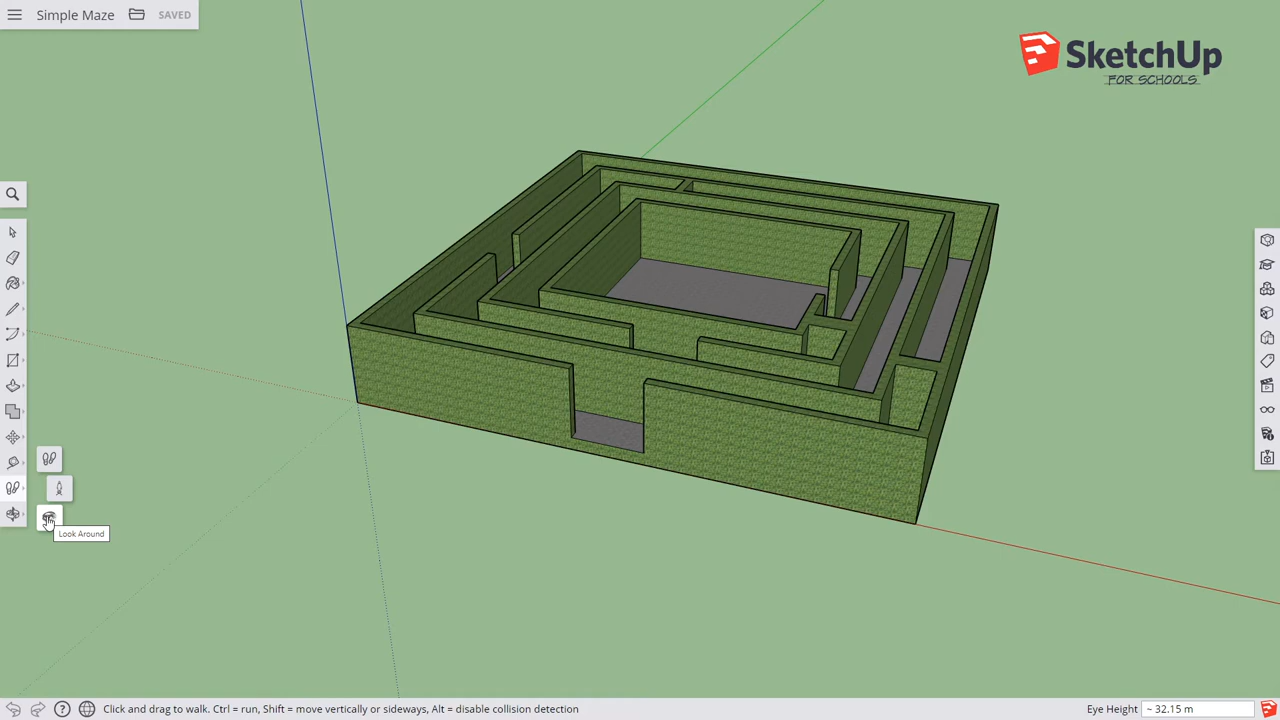 Simple Maze SAVED
SketchUp
FOR SCHOOLS
Look Around
Click and drag to walk. Ctrl = run, Shift = move vertically or sideways, Alt = disable collision detection
Eye Height ~ 32.15 m